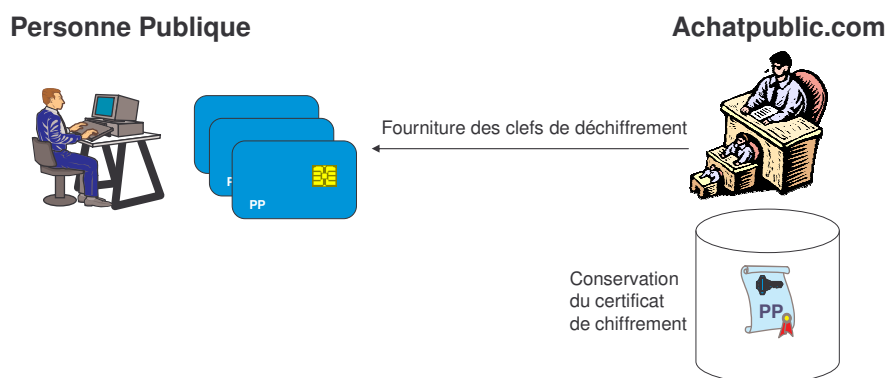 Personne Publique
Achatpublic.com
Fourniture des clefs de déchiffrement
PP
Conservation
du certificat
de chiffrement
PP